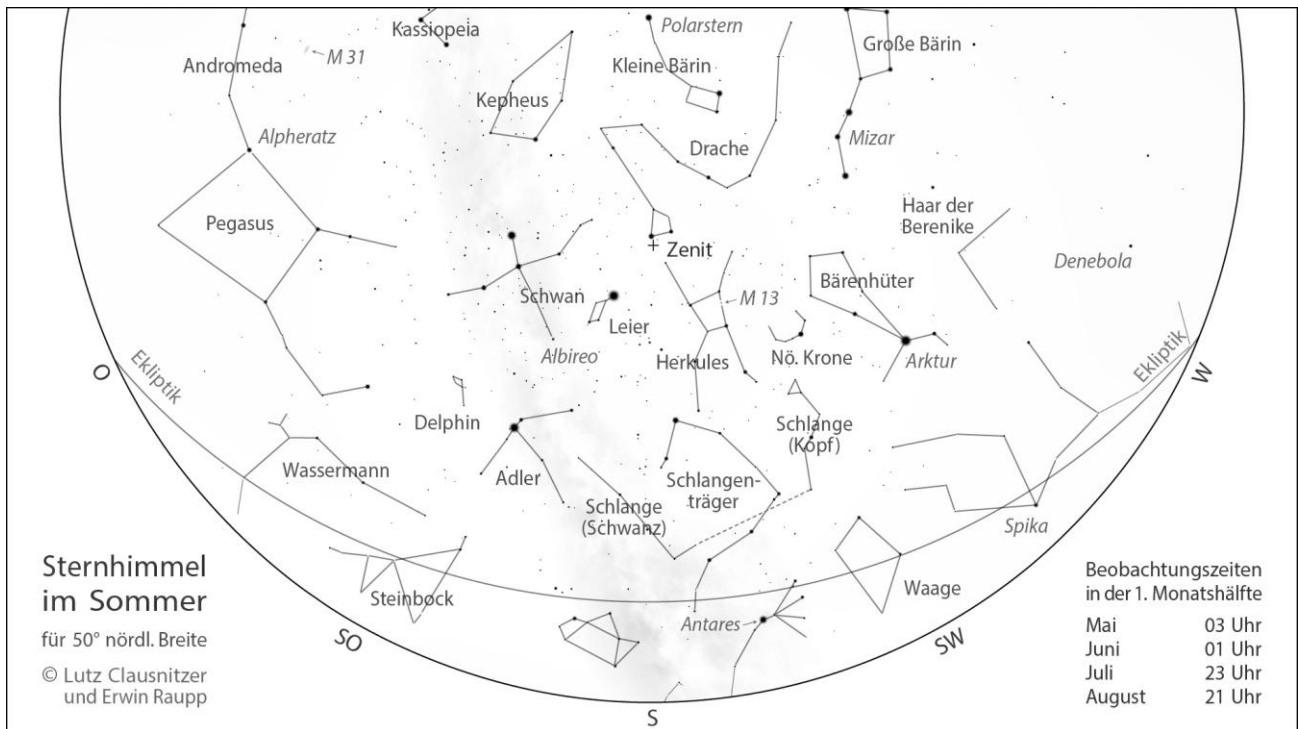 Kassiopeia
Polarstern
M 31
Große Bärin
Andromeda
Kleine Bärin
Kepheus
Alpheratz
Mizar
Drache
Haar der
Berenike
Pegasus
Zenit
Denebola
Bärenhüter
Schwan
M 13
Leier
Albireo
Herkules
Nö. Krone
Arktur
Ekliptik
Ekliptik
O
W
Delphin
Schlange
(Kopf)
Wassermann
Adler
Schlangen-
träger
Schlange
(Schwanz)
Spika
Steinbock
Waage
Antares
SO
SW
S
Sternhimmel
im Sommer
für 50° nördl. Breite
© Lutz Clausnitzer
und Erwin Raupp
Beobachtungszeiten
in der 1. Monatshälfte
Mai 03 Uhr
Juni 01 Uhr
Juli 23 Uhr
August 21 Uhr